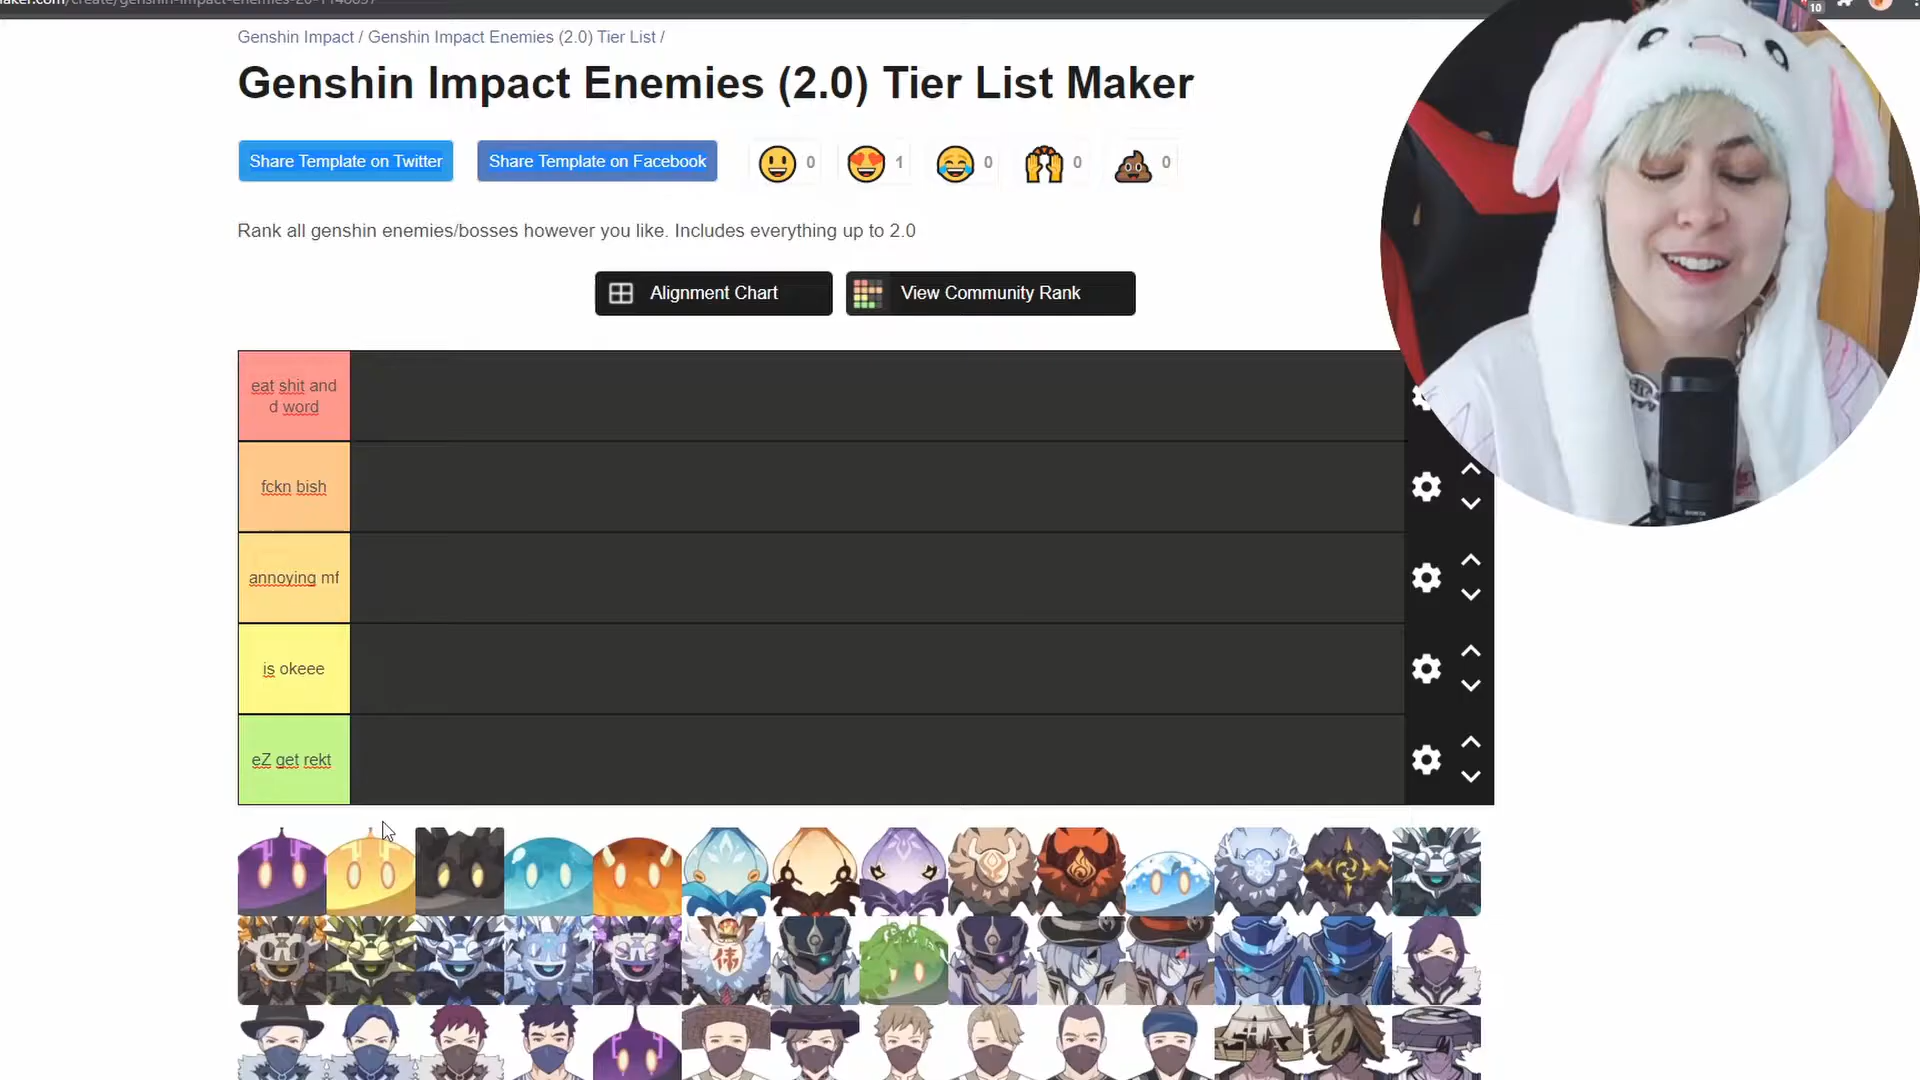 Genshin Impact / Genshin Impact Enemies (2.0) Tier List /
10
Genshin Impact Enemies (2.0) Tier List Maker
Share Template on Twitter
Share Template on Facebook
0
1
0
0
0
Rank all genshin enemies/bosses however you like. Includes everything up to 2.0
Alignment Chart
View Community Rank
eat shit and
d word
fckn bish
annoying mf
is okeee
eZ get rekt